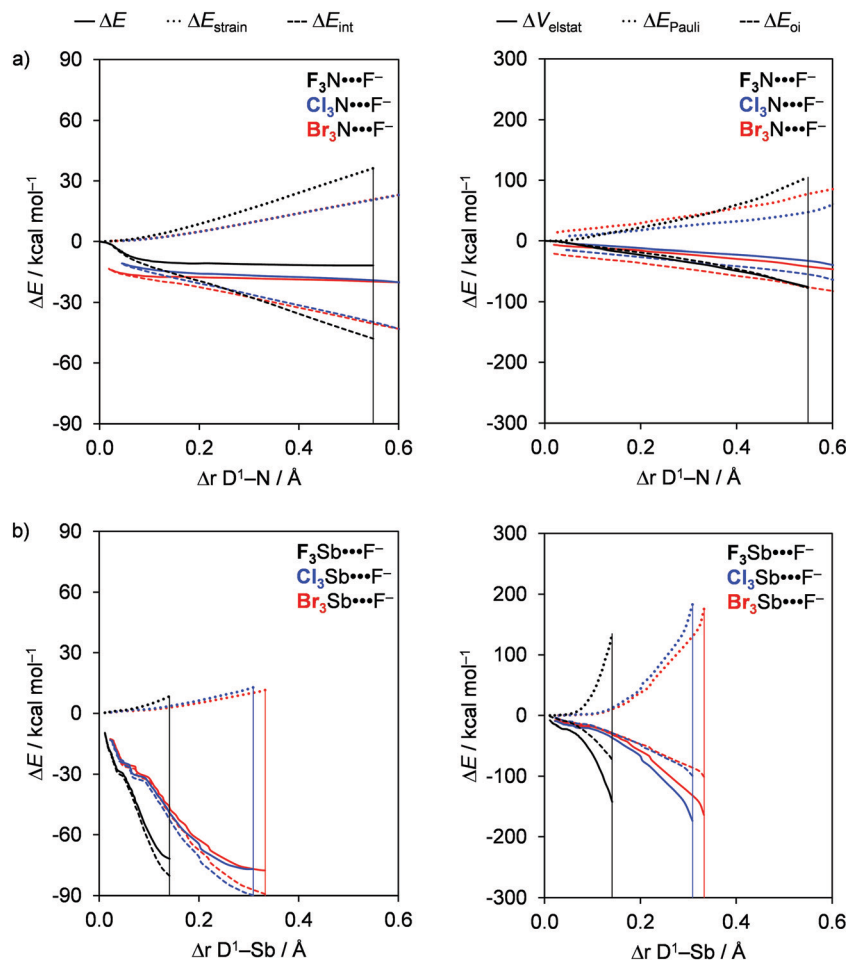 — ΔE ··· ΔE_strain --- ΔE_int
— ΔV_elstat ··· ΔE_Pauli --- ΔE_oi
a)
90
60
30
0
-30
-60
-90
ΔE / kcal mol⁻¹
F₃N•••F⁻
Cl₃N•••F⁻
Br₃N•••F⁻
0.0 0.2 0.4 0.6
Δr D¹–N / Å
300
200
100
0
-100
-200
-300
ΔE / kcal mol⁻¹
F₃N•••F⁻
Cl₃N•••F⁻
Br₃N•••F⁻
0.0 0.2 0.4 0.6
Δr D¹–N / Å
b)
90
60
30
0
-30
-60
-90
ΔE / kcal mol⁻¹
F₃Sb•••F⁻
Cl₃Sb•••F⁻
Br₃Sb•••F⁻
0.0 0.2 0.4 0.6
Δr D¹–Sb / Å
300
200
100
0
-100
-200
-300
ΔE / kcal mol⁻¹
F₃Sb•••F⁻
Cl₃Sb•••F⁻
Br₃Sb•••F⁻
0.0 0.2 0.4 0.6
Δr D¹–Sb / Å